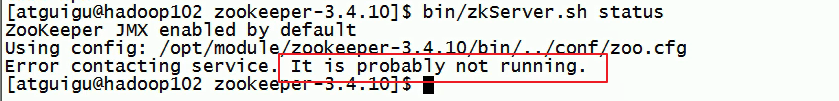 [atguigu@hadoop102 zookeeper-3.4.10]$ bin/zkServer.sh status
ZooKeeper JMX enabled by default
Using config: /opt/module/zookeeper-3.4.10/bin/../conf/zoo.cfg
Error contacting service. It is probably not running.
[atguigu@hadoop102 zookeeper-3.4.10]$